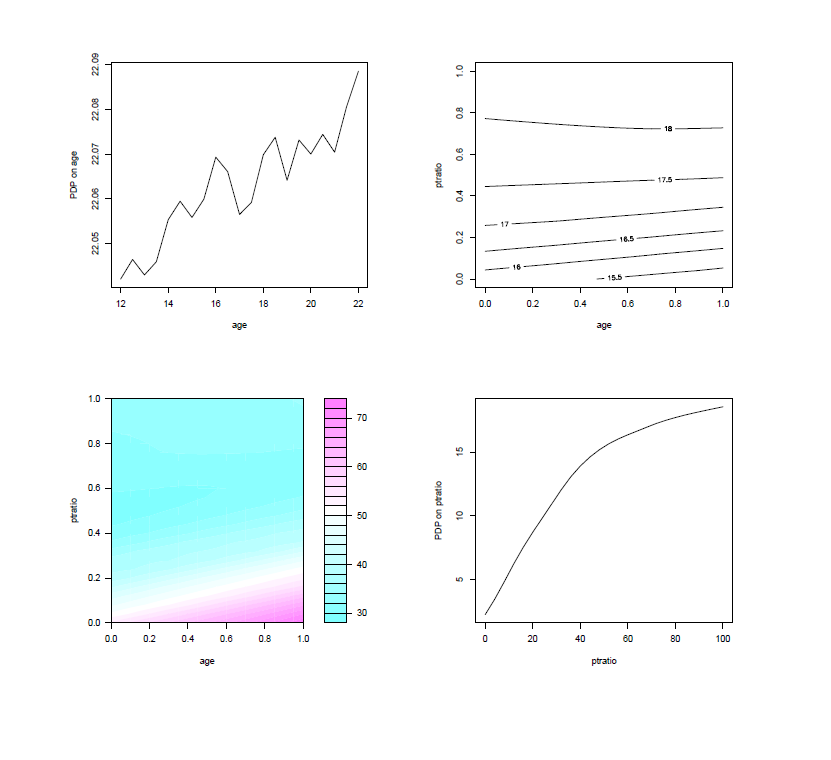 PDP on age
22.09
22.08
22.07
22.06
22.05
12 14 16 18 20 22
age
ptratio
1.0
0.8
0.6
0.4
0.2
0.0
18
17.5
17
16.5
16
15.5
0.0 0.2 0.4 0.6 0.8 1.0
age
ptratio
1.0
0.8
0.6
0.4
0.2
0.0
0.0 0.2 0.4 0.6 0.8 1.0
age
70
60
50
40
30
PDP on ptratio
15
10
5
0 20 40 60 80 100
ptratio